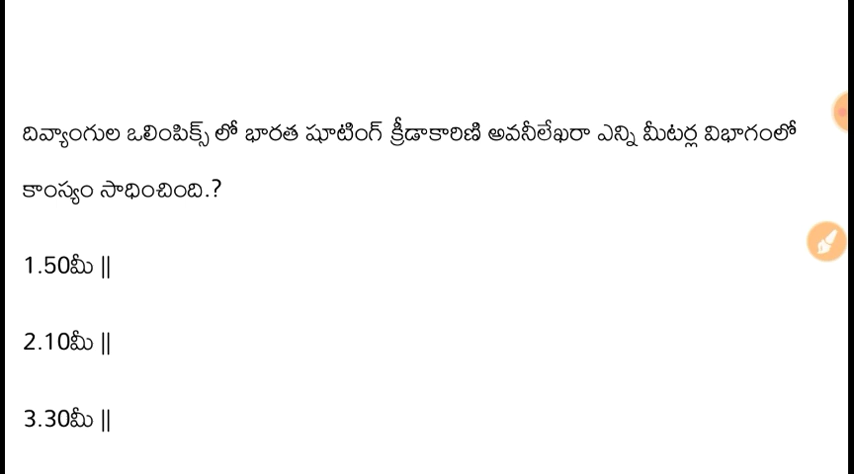 దివ్యాంగుల ఒలింపిక్స్ లో భారత షూటింగ్ క్రీడాకారిణి అవనీలేఖరా ఎన్ని మీటర్ల విభాగంలో
కాంస్యం సాధించింది.?
1.50మీ ||
2.10మీ ||
3.30మీ ||